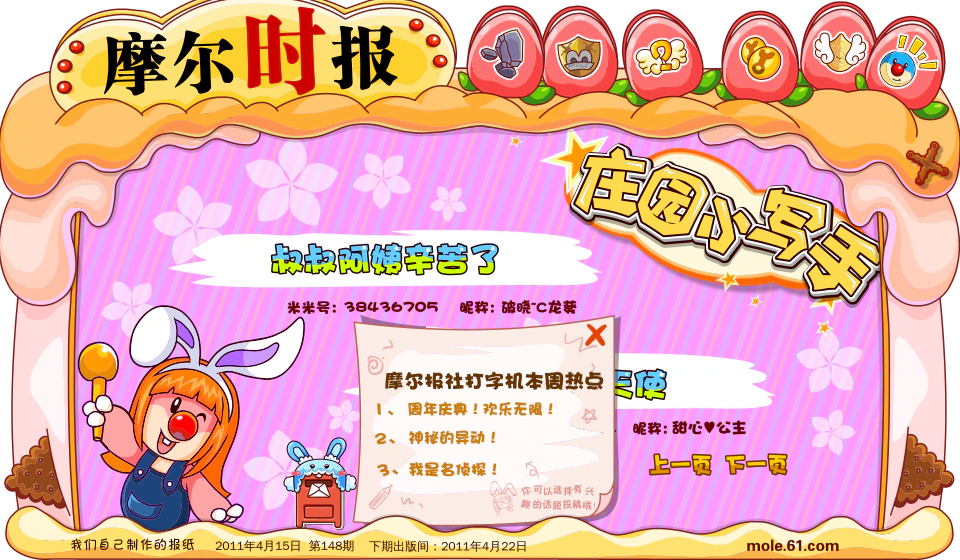 摩尔时报
庄园小写手
叔叔阿姨辛苦了
米米号：38436705 昵称：破晓~C龙葵
天使
昵称：甜心♥公主
摩尔报社打字机本周热点
1、 周年庆典！欢乐无限！
2、 神秘的异动！
3、我是名侦探！
你可以选择有兴
趣的话题投稿哦！
上一页 下一页
我们自己制作的报纸 2011年4月15日 第148期 下期出版间：2011年4月22日 mole.61.com